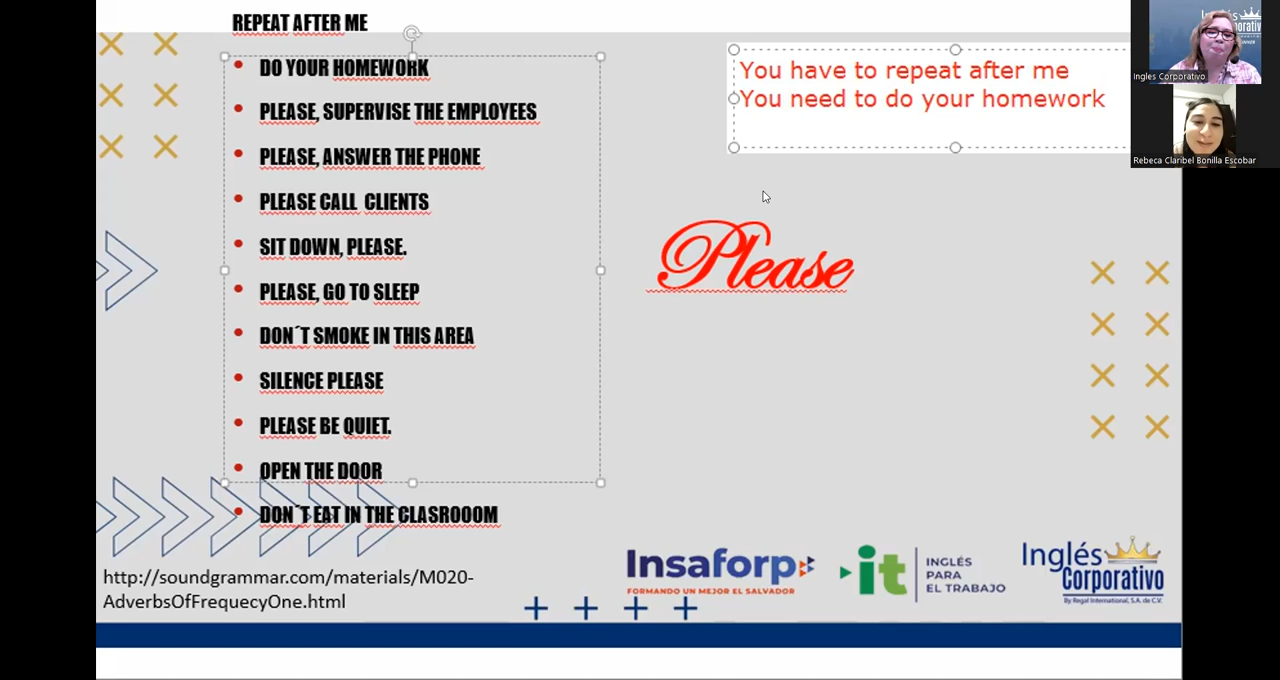 REPEAT AFTER ME
DO YOUR HOMEWORK
PLEASE, SUPERVISE THE EMPLOYEES
PLEASE, ANSWER THE PHONE
PLEASE CALL CLIENTS
SIT DOWN, PLEASE.
PLEASE, GO TO SLEEP
DON´T SMOKE IN THIS AREA
SILENCE PLEASE
PLEASE BE QUIET.
OPEN THE DOOR
DON´T EAT IN THE CLASROOOM
http://soundgrammar.com/materials/M020-
AdverbsOfFrequecyOne.html
You have to repeat after me
You need to do your homework
Please
Ingles Corporativo
Rebeca Claribel Bonilla Escobar
Insaforp
FORMANDO UN MEJOR EL SALVADOR
it
INGLÉS
PARA
EL TRABAJO
Inglés
Corporativo
By Regal International, S.A. de C.V.